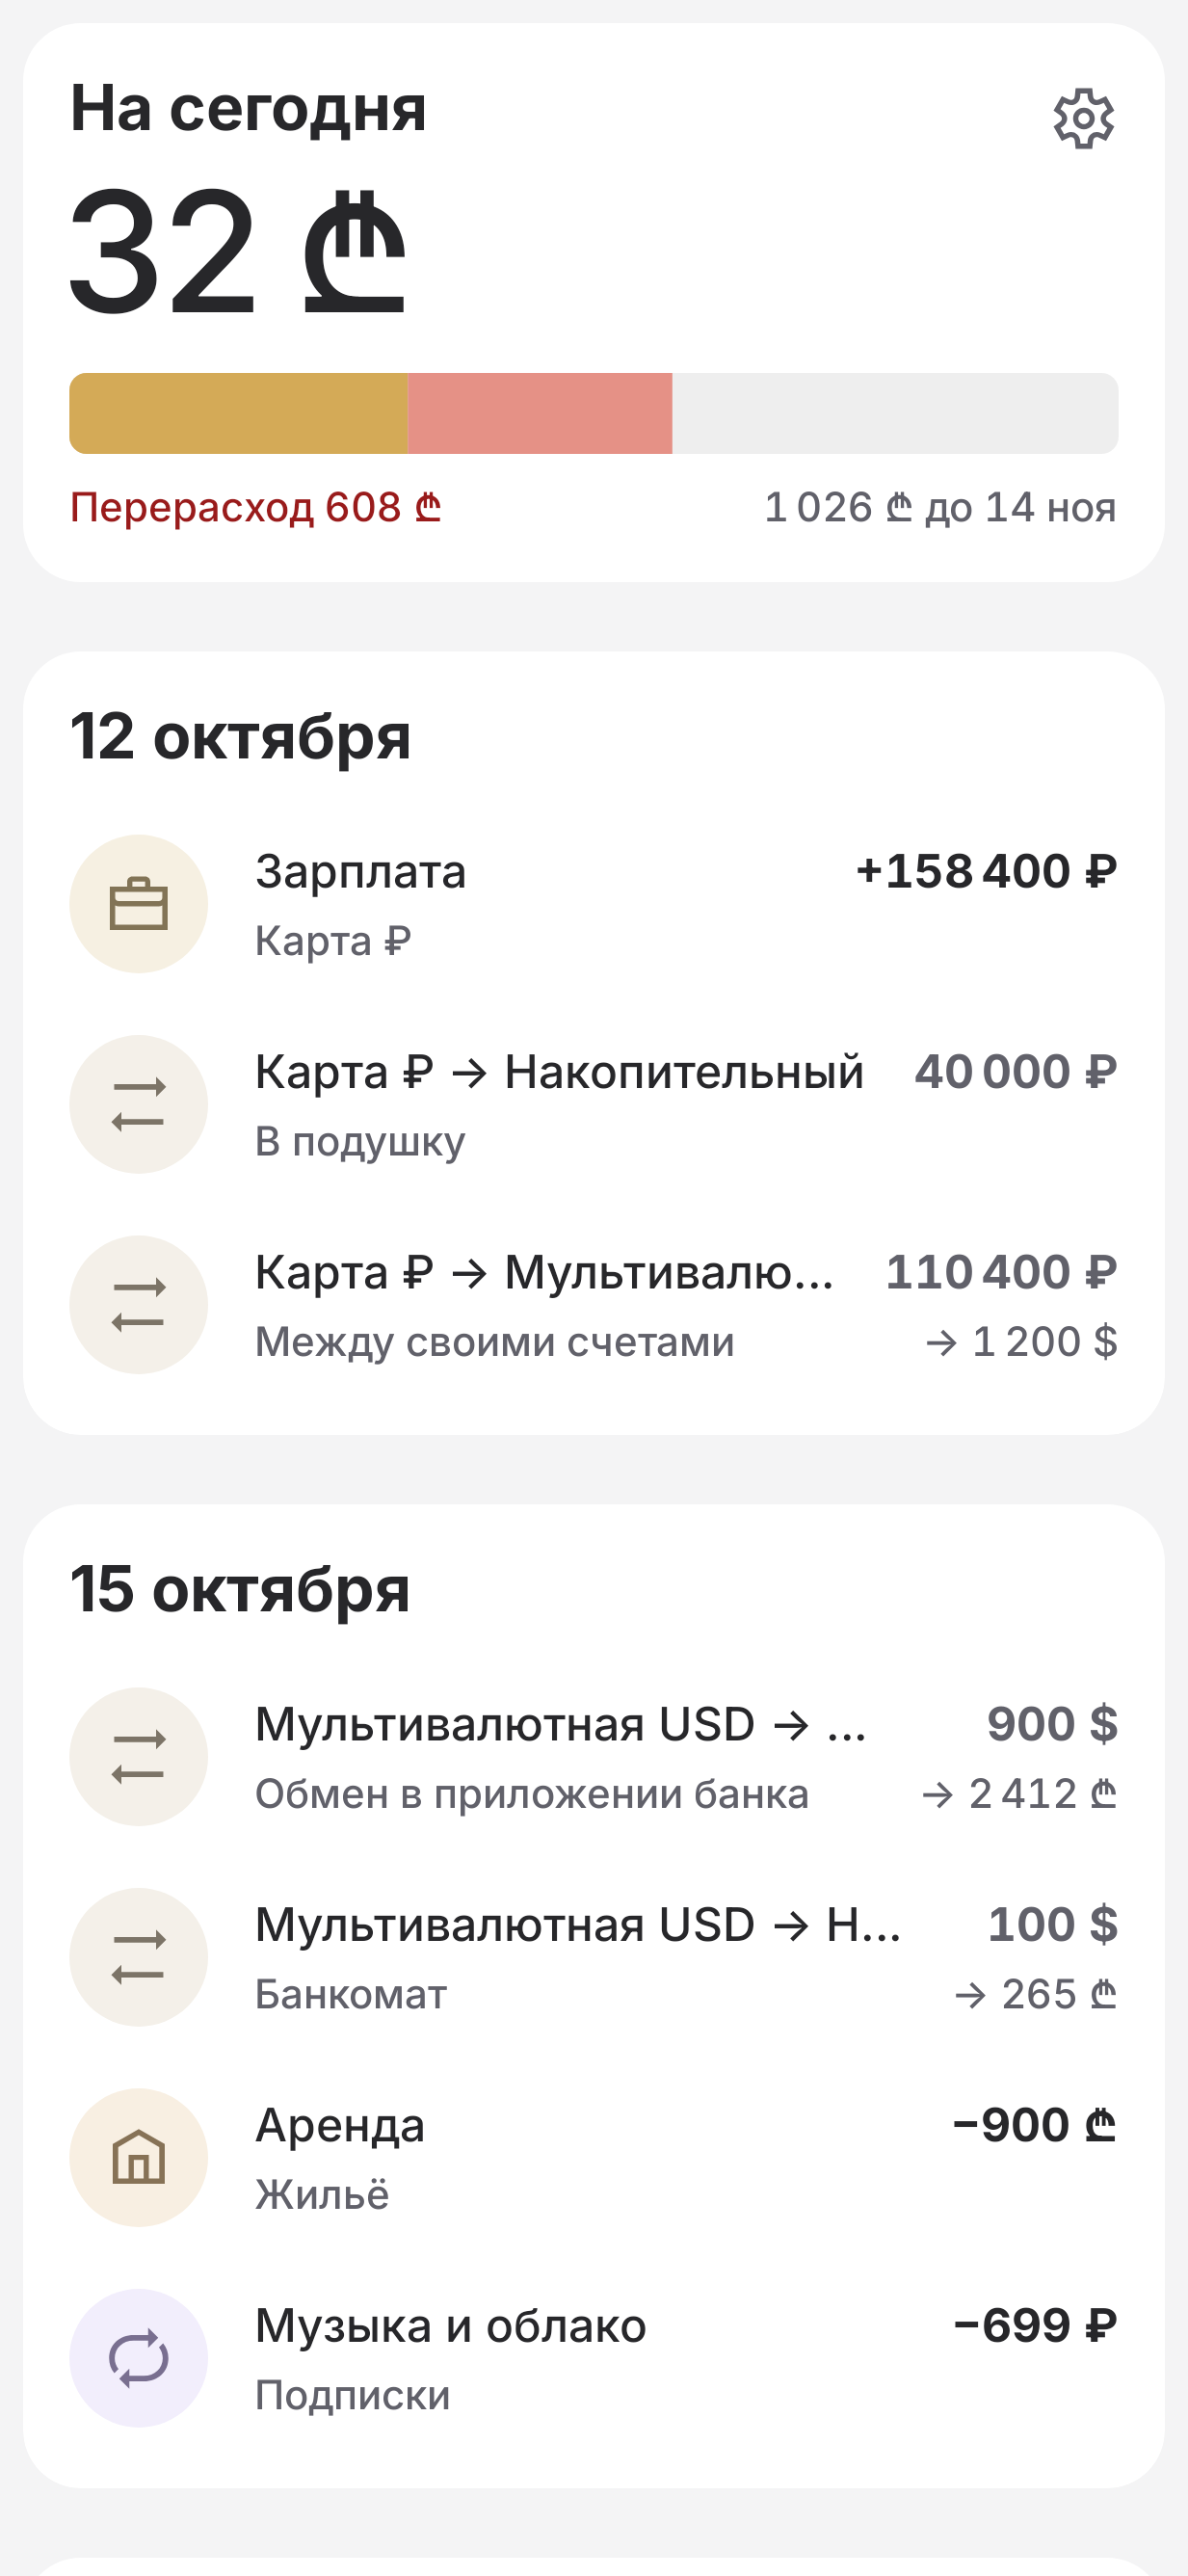 На сегодня
32 ₾
Перерасход 608 ₾
1 026 ₾ до 14 ноя
12 октября
Зарплата
+158 400 ₽
Карта ₽
Карта ₽ → Накопительный
40 000 ₽
В подушку
Карта ₽ → Мультивалю...
110 400 ₽
Между своими счетами
→ 1 200 $
15 октября
Мультивалютная USD → ...
900 $
Обмен в приложении банка
→ 2 412 ₾
Мультивалютная USD → Н...
100 $
Банкомат
→ 265 ₾
Аренда
−900 ₾
Жильё
Музыка и облако
−699 ₽
Подписки